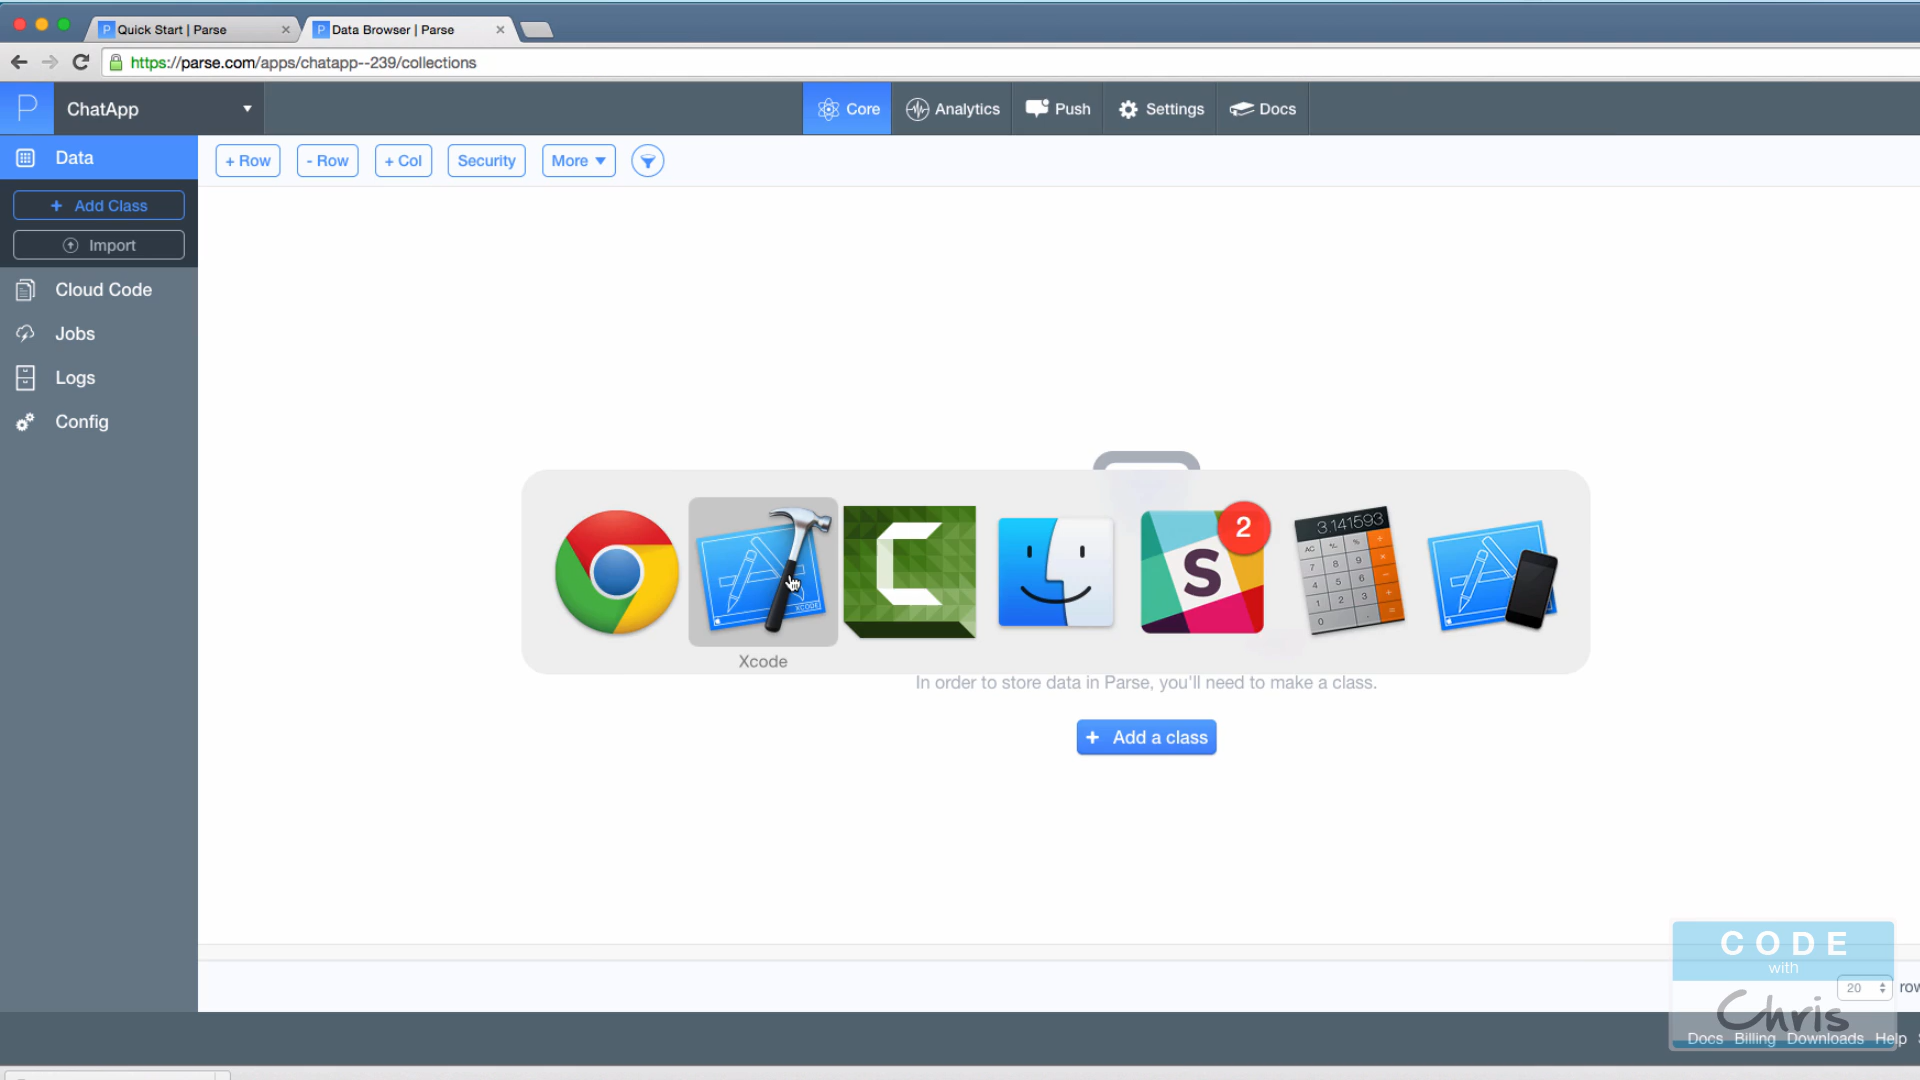 Quick Start | Parse
Data Browser | Parse
https://parse.com/apps/chatapp--239/collections
P
ChatApp
Core
Analytics
Push
Settings
Docs
Data
+ Row
- Row
+ Col
Security
More
+ Add Class
Import
Cloud Code
Jobs
Logs
Config
2
S
3.141593
XCODE
Xcode
In order to store data in Parse, you'll need to make a class.
+ Add a class
CODE
with
Chris
20
Docs Billing Downloads Help